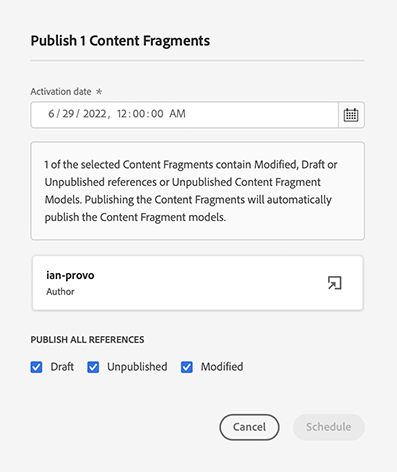 Publish 1 Content Fragments
Activation date *
6 / 29 / 2022, 12:00:00 AM
1 of the selected Content Fragments contain Modified, Draft or
Unpublished references or Unpublished Content Fragment
Models. Publishing the Content Fragments will automatically
publish the Content Fragment models.
ian-provo
Author
PUBLISH ALL REFERENCES
Draft Unpublished Modified
Cancel Schedule